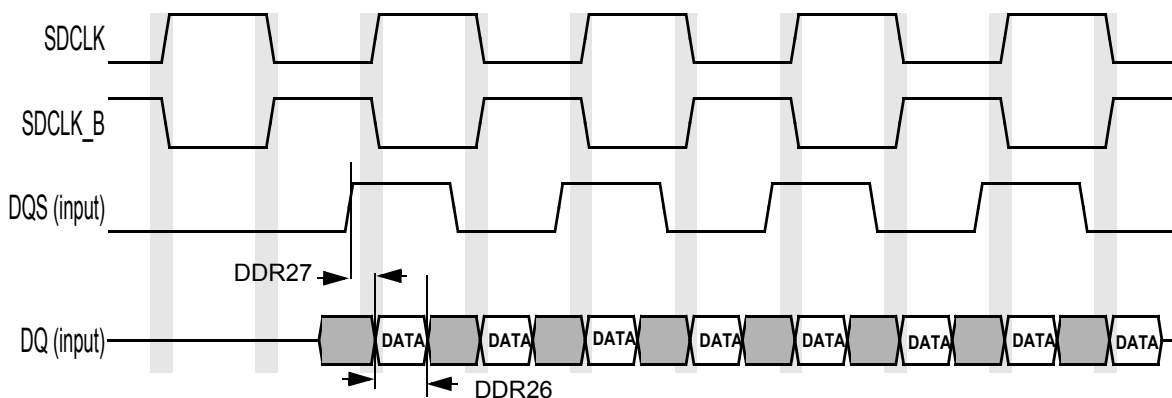 SDCLK
SDCLK_B
DQS (input)
DDR27
DQ (input) DATA DATA DATA DATA DATA DATA DATA DATA
DDR26